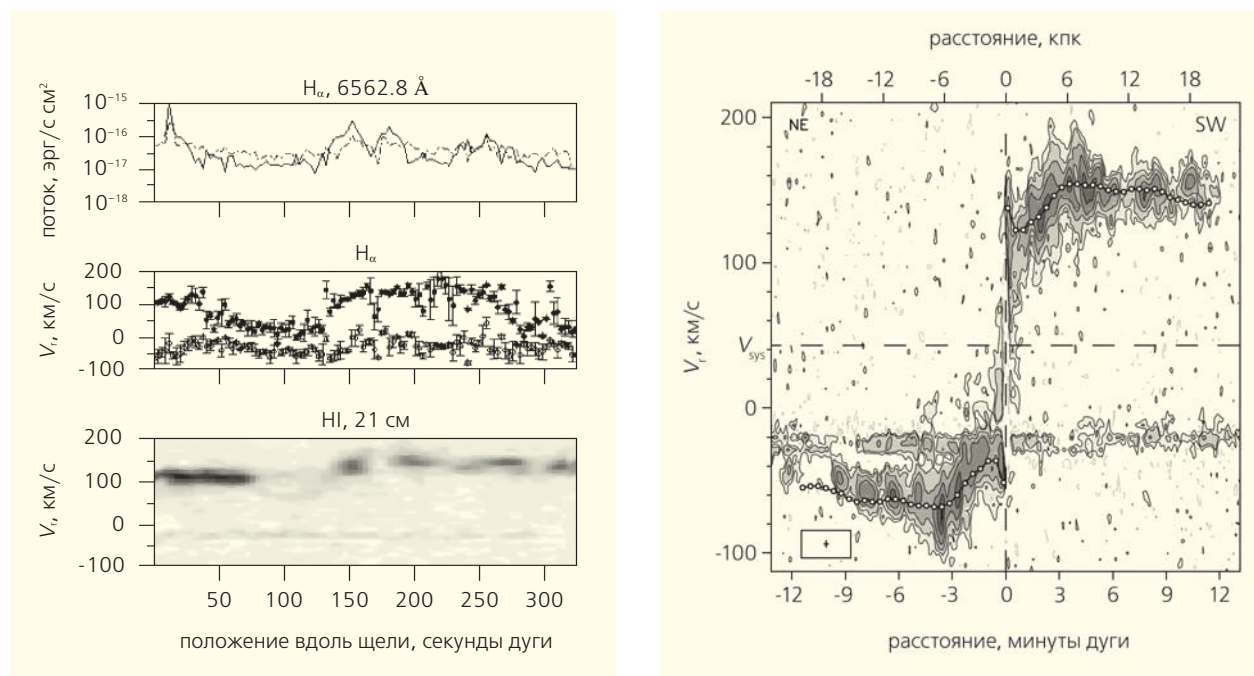 Hα, 6562.8 Å
поток, эрг/с см²
10⁻¹⁵
10⁻¹⁶
10⁻¹⁷
10⁻¹⁸
Hα
Vr, км/с
200
100
0
-100
HI, 21 см
Vr, км/с
200
100
0
-100
50 100 150 200 250 300
положение вдоль щели, секунды дуги
расстояние, кпк
-18 -12 -6 0 6 12 18
NE SW
Vr, км/с
200
100
Vsys
0
-100
-12 -9 -6 -3 0 3 6 9 12
расстояние, минуты дуги